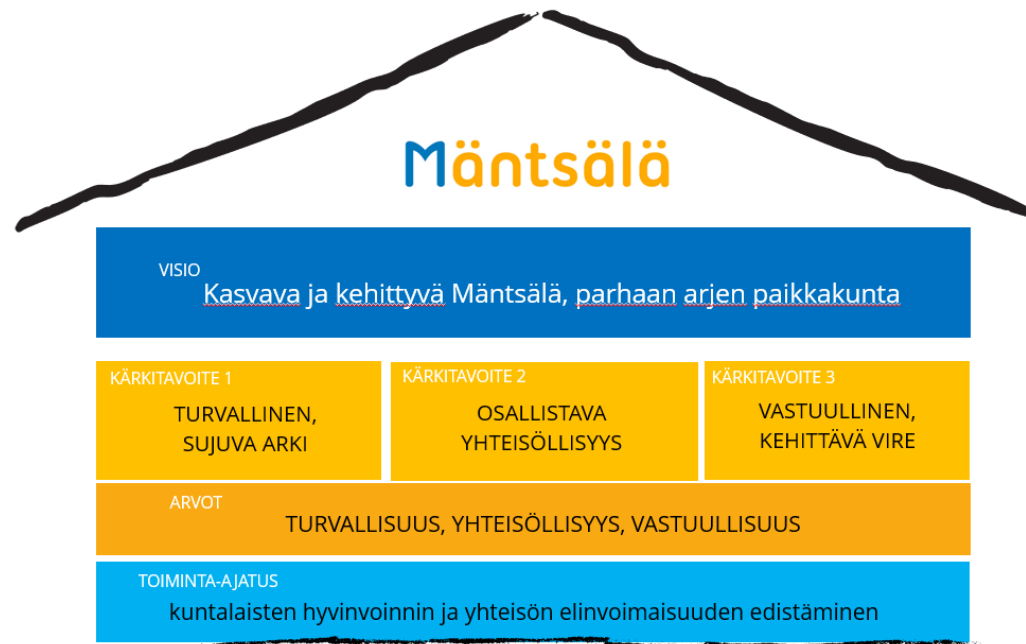 Mäntsälä
VISIO
Kasvava ja kehittyvä Mäntsälä, parhaan arjen paikkakunta
KÄRKITAVOITE 1
TURVALLINEN,
SUJUVA ARKI
KÄRKITAVOITE 2
OSALLISTAVA
YHTEISÖLLISYYS
KÄRKITAVOITE 3
VASTUULLINEN,
KEHITTÄVÄ VIRE
ARVOT
TURVALLISUUS, YHTEISÖLLISYYS, VASTUULLISUUS
TOIMINTA-AJATUS
kuntalaisten hyvinvoinnin ja yhteisön elinvoimaisuuden edistäminen